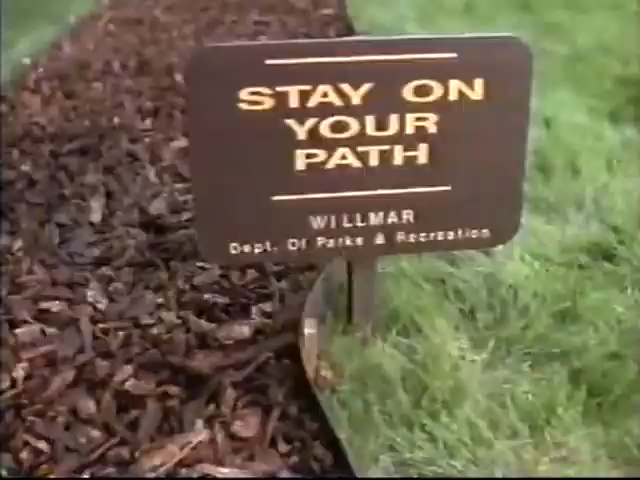 STAY ON
YOUR
PATH
WILLMAR
Dept. Of Parks & Recreation